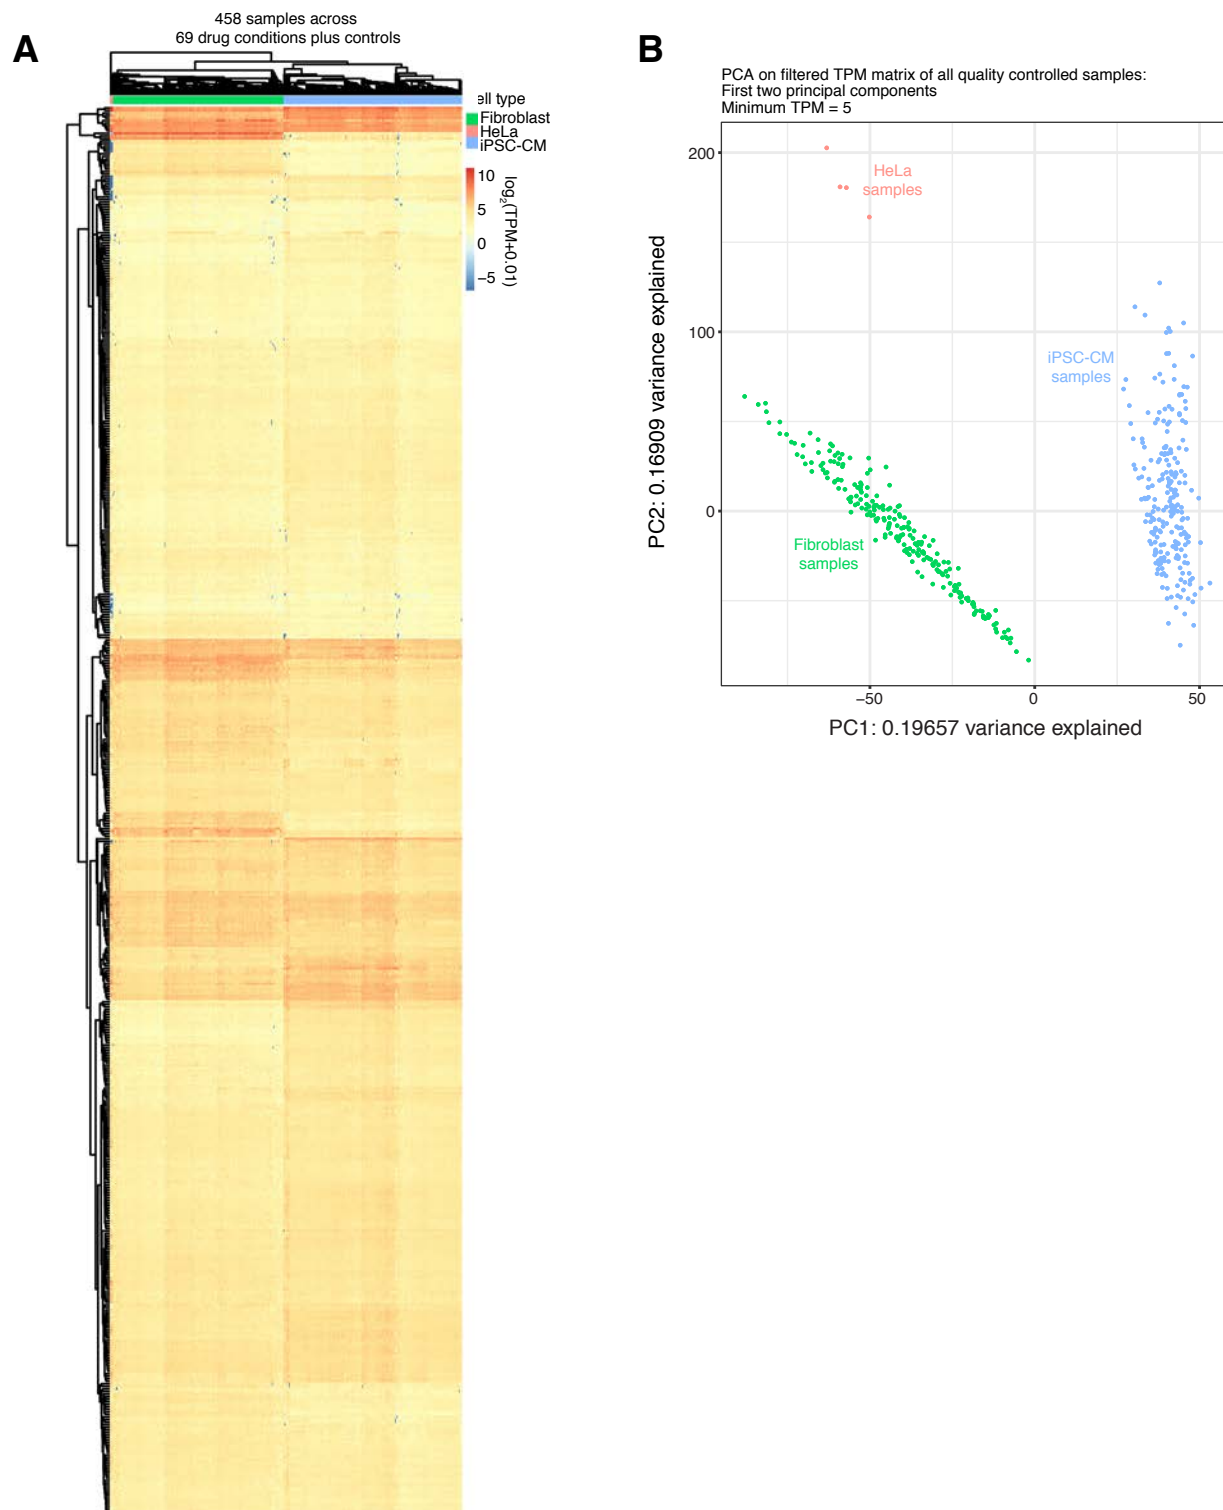 A
458 samples across
69 drug conditions plus controls
ell type
Fibroblast
HeLa
iPSC-CM
10
5
0
−5
log2(TPM+0.01)
B
PCA on filtered TPM matrix of all quality controlled samples:
First two principal components
Minimum TPM = 5
200
100
0
PC2: 0.16909 variance explained
HeLa
samples
iPSC-CM
samples
Fibroblast
samples
−50
0
50
PC1: 0.19657 variance explained